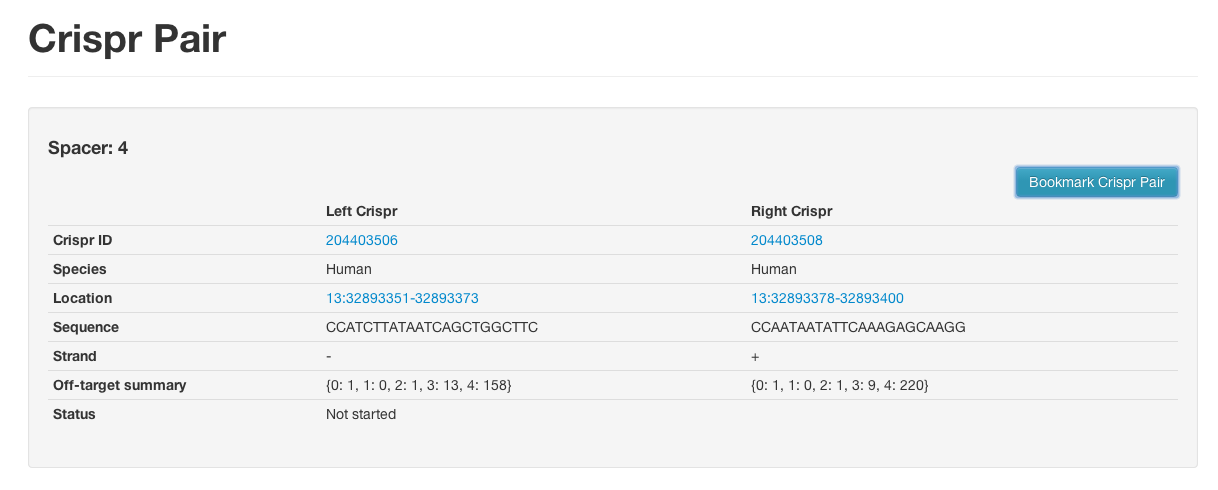 Crispr Pair
Spacer: 4
Bookmark Crispr Pair
Left Crispr Right Crispr
Crispr ID 204403506 204403508
Species Human Human
Location 13:32893351-32893373 13:32893378-32893400
Sequence CCATCTTATAATCAGCTGGCTTC CCAATAATATTCAAAGAGCAAGG
Strand - +
Off-target summary {0: 1, 1: 0, 2: 1, 3: 13, 4: 158} {0: 1, 1: 0, 2: 1, 3: 9, 4: 220}
Status Not started